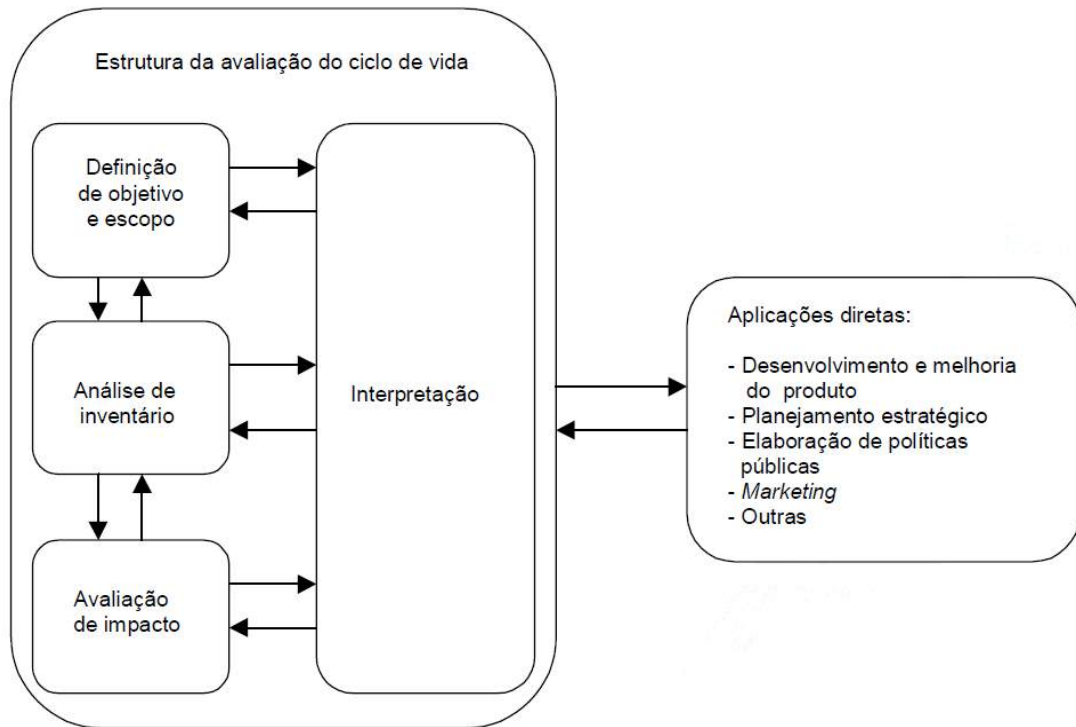 Estrutura da avaliação do ciclo de vida
Definição
de objetivo
e escopo
Análise de
inventário
Avaliação
de impacto
Interpretação
Aplicações diretas:
- Desenvolvimento e melhoria
do produto
- Planejamento estratégico
- Elaboração de políticas
públicas
- Marketing
- Outras